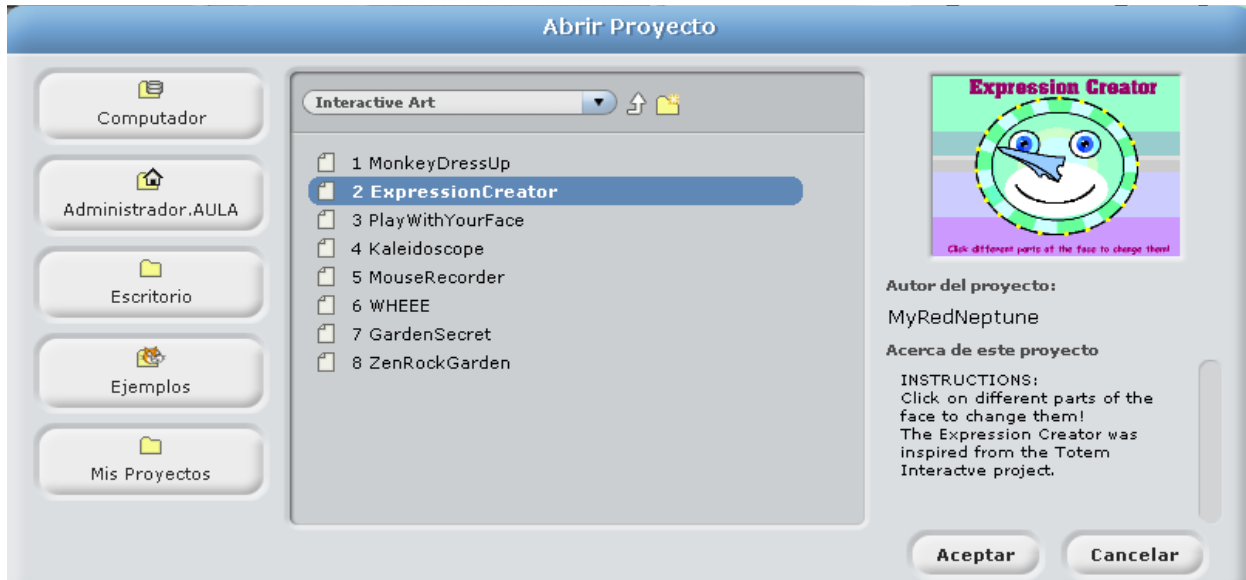 Abrir Proyecto
Computador
Administrador.AULA
Escritorio
Ejemplos
Mis Proyectos
Interactive Art
1 MonkeyDressUp
2 ExpressionCreator
3 PlayWithYourFace
4 Kaleidoscope
5 MouseRecorder
6 WHEEE
7 GardenSecret
8 ZenRockGarden
Expression Creator
Click different parts of the face to change them!
Autor del proyecto:
MyRedNeptune
Acerca de este proyecto
INSTRUCTIONS:
Click on different parts of the
face to change them!
The Expression Creator was
inspired from the Totem
Interactve project.
Aceptar
Cancelar